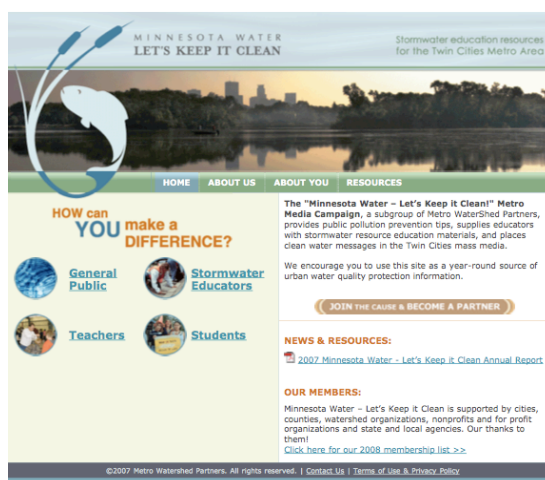 MINNESOTA WATER
LET'S KEEP IT CLEAN
Stormwater education resources
for the Twin Cities Metro Area
HOME
ABOUT US
ABOUT YOU
RESOURCES
HOW can
YOU make a
DIFFERENCE?
General
Public
Stormwater
Educators
Teachers
Students
The "Minnesota Water – Let's Keep it Clean!" Metro
Media Campaign, a subgroup of Metro WaterShed Partners,
provides public pollution prevention tips, supplies educators
with stormwater resource education materials, and places
clean water messages in the Twin Cities mass media.
We encourage you to use this site as a year-round source of
urban water quality protection information.
JOIN THE CAUSE & BECOME A PARTNER
NEWS & RESOURCES:
2007 Minnesota Water - Let's Keep it Clean Annual Report
OUR MEMBERS:
Minnesota Water – Let's Keep it Clean is supported by cities,
counties, watershed organizations, nonprofits and for profit
organizations and state and local agencies. Our thanks to
them!
Click here for our 2008 membership list >>
©2007 Metro Watershed Partners. All rights reserved. | Contact Us | Terms of Use & Privacy Policy